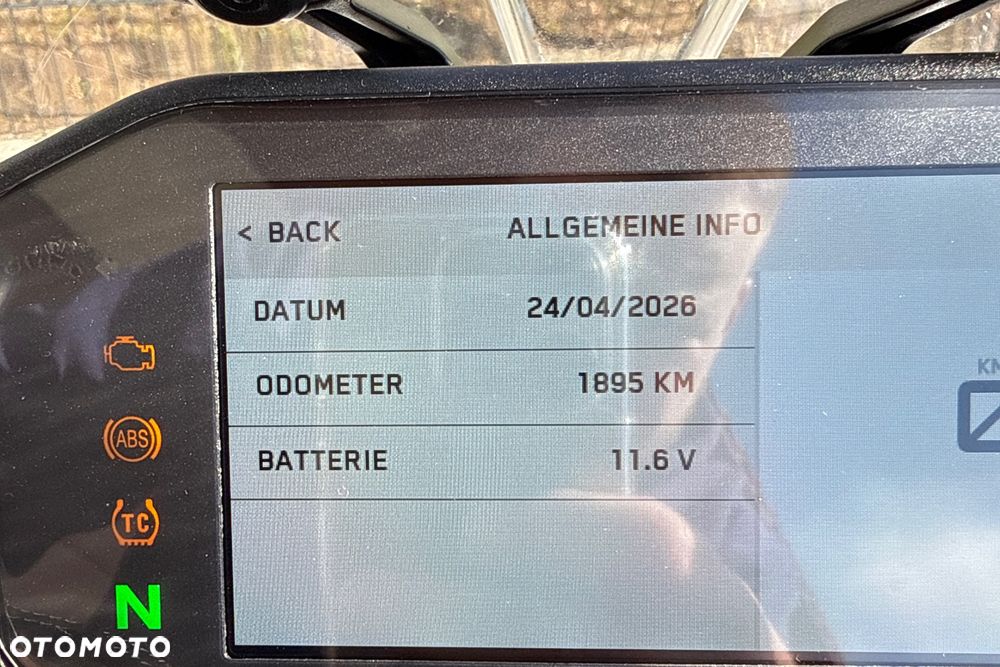 < BACK
ALLGEMEINE INFO
DATUM 24/04/2026
ODOMETER 1895 KM
BATTERIE 11.6 V
ABS
TC
N
OTOMOTO